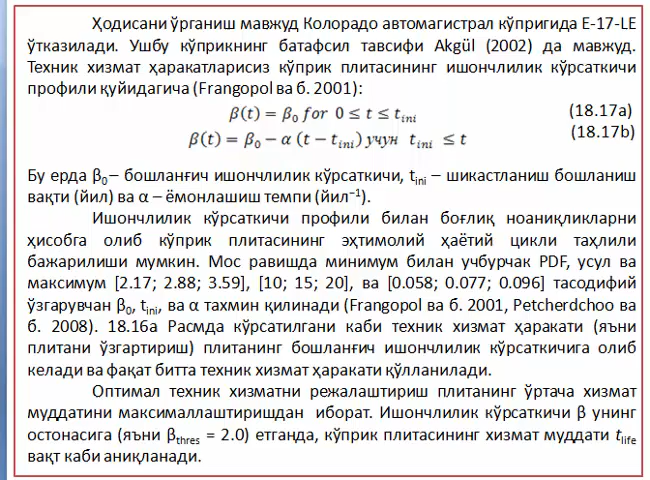 Ҳодисани ўрганиш мавжуд Колорадо автомагистрал кўпригида E-17-LE
ўтказилади. Ушбу кўприкнинг батафсил тавсифи Akgül (2002) да мавжуд.
Техник хизмат ҳаракатларисиз кўприк плитасининг ишончлилик кўрсаткичи
профили қуйидагича (Frangopol ва б. 2001):
β(t) = β₀ for 0 ≤ t ≤ tᵢₙᵢ (18.17a)
β(t) = β₀ − α (t − tᵢₙᵢ) учун tᵢₙᵢ ≤ t (18.17b)
Бу ерда β₀ – бошланғич ишончлилик кўрсаткичи, tᵢₙᵢ – шикастланиш бошланиш
вақти (йил) ва α – ёмонлашиш темпи (йил⁻¹).
Ишончлилик кўрсаткичи профили билан боғлиқ ноаниқликларни
ҳисобга олиб кўприк плитасининг эҳтимолий ҳаётий цикли таҳлили
бажарилиши мумкин. Мос равишда минимум билан учбурчак PDF, усул ва
максимум [2.17; 2.88; 3.59], [10; 15; 20], ва [0.058; 0.077; 0.096] тасодифий
ўзгарувчан β₀, tᵢₙᵢ, ва α тахмин қилинади (Frangopol ва б. 2001, Petcherdchoo ва
б. 2008). 18.16а Расмда кўрсатилгани каби техник хизмат ҳаракати (яъни
плитани ўзгартириш) плитанинг бошланғич ишончлилик кўрсаткичига олиб
келади ва фақат битта техник хизмат ҳаракати қўлланилади.
Оптимал техник хизматни режалаштириш плитанинг ўртача хизмат
муддатини максималлаштиришдан иборат. Ишончлилик кўрсаткичи β унинг
остонасига (яъни βthres = 2.0) етганда, кўприк плитасининг хизмат муддати tlife
вақт каби аниқланади.